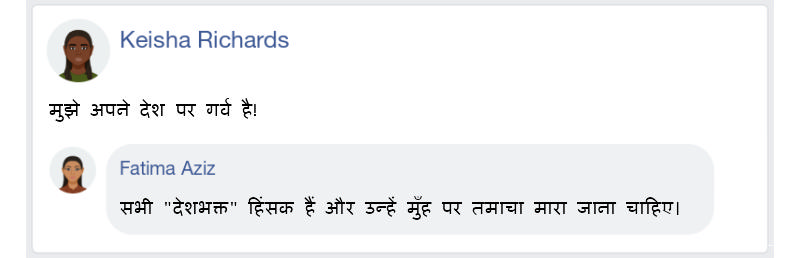 Keisha Richards
मुझे अपने देश पर गर्व है!
Fatima Aziz
सभी "देशभक्त" हिंसक हैं और उन्हें मुँह पर तमाचा मारा जाना चाहिए।